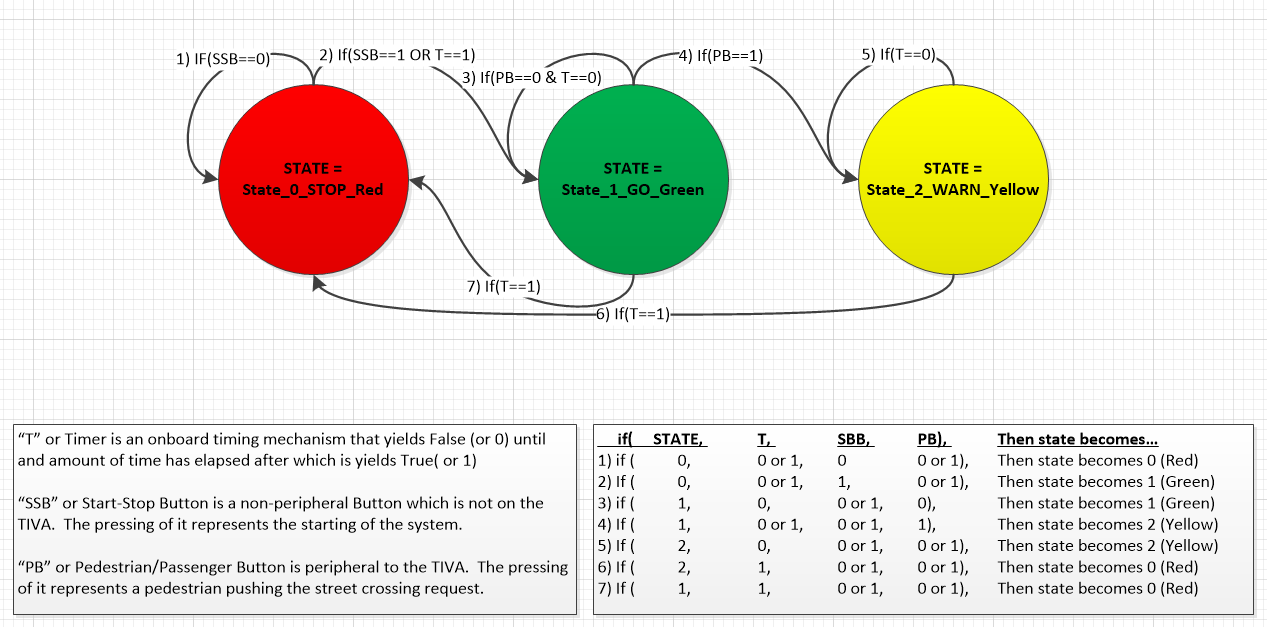 1) IF(SSB==0)
2) If(SSB==1 OR T==1)
3) If(PB==0 & T==0)
4) If(PB==1)
5) If(T==0)
STATE =
State_0_STOP_Red
STATE =
State_1_GO_Green
STATE =
State_2_WARN_Yellow
7) If(T==1)
6) If(T==1)
“T” or Timer is an onboard timing mechanism that yields False (or 0) until
and amount of time has elapsed after which is yields True( or 1)
“SSB” or Start-Stop Button is a non-peripheral Button which is not on the
TIVA.  The pressing of it represents the starting of the system.
“PB” or Pedestrian/Passenger Button is peripheral to the TIVA.  The pressing
of it represents a pedestrian pushing the street crossing request.
if( STATE, T, SBB, PB), Then state becomes...
1) if ( 0, 0 or 1, 0 0 or 1), Then state becomes 0 (Red)
2) If ( 0, 0 or 1, 1, 0 or 1), Then state becomes 1 (Green)
3) if ( 1, 0, 0 or 1, 0), Then state becomes 1 (Green)
4) If ( 1, 0 or 1, 0 or 1, 1), Then state becomes 2 (Yellow)
5) If ( 2, 0, 0 or 1, 0 or 1), Then state becomes 2 (Yellow)
6) If ( 2, 1, 0 or 1, 0 or 1), Then state becomes 0 (Red)
7) If ( 1, 1, 0 or 1, 0 or 1), Then state becomes 0 (Red)